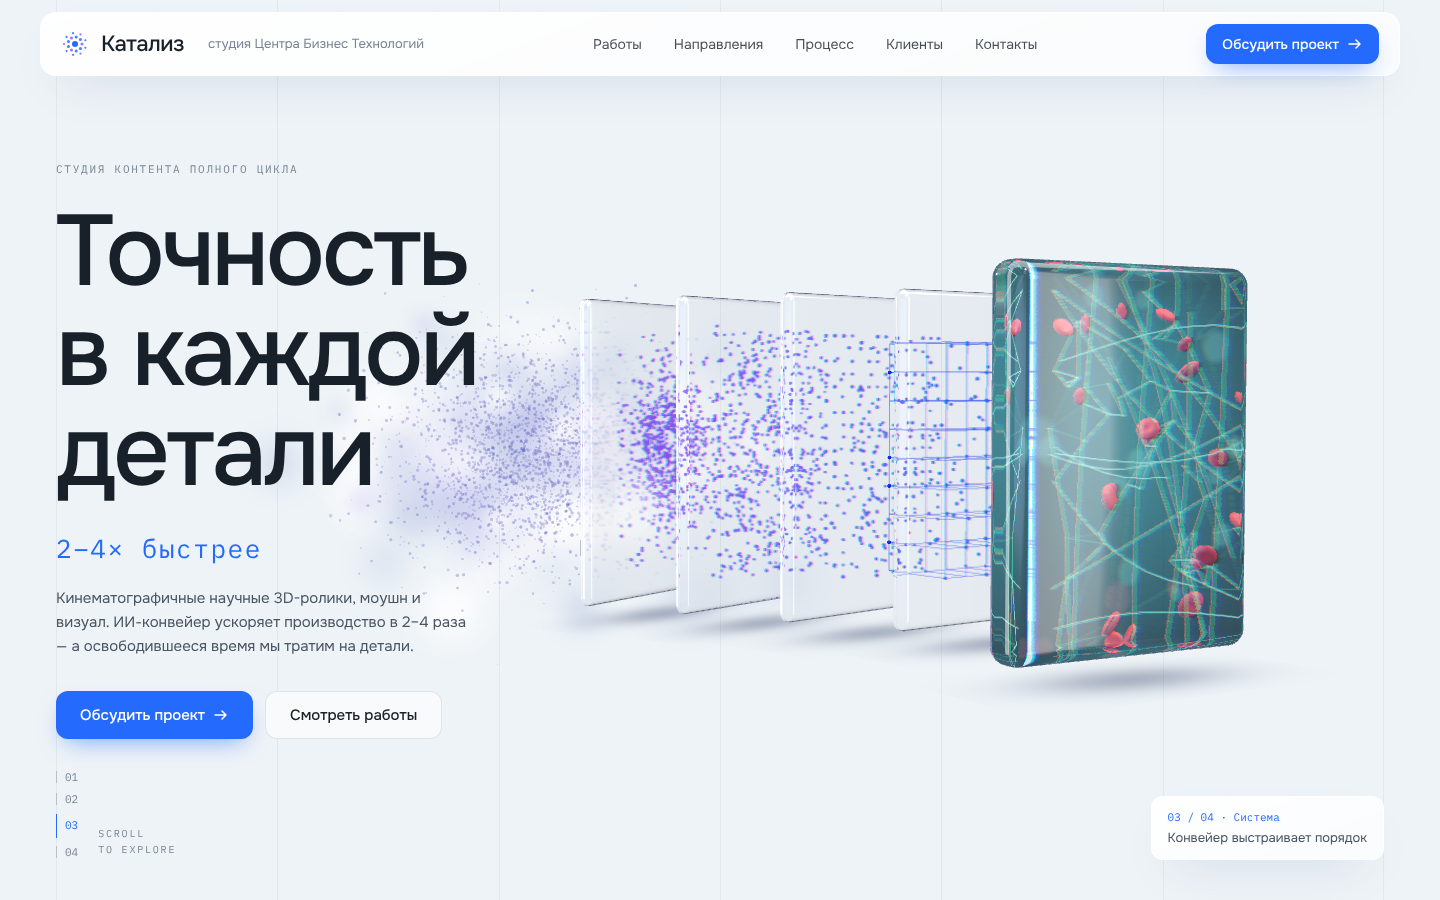 Катализ
студия Центра Бизнес Технологий
Работы
Направления
Процесс
Клиенты
Контакты
Обсудить проект →
СТУДИЯ КОНТЕНТА ПОЛНОГО ЦИКЛА
Точность
в каждой
детали
2–4× быстрее
Кинематографичные научные 3D-ролики, моушн и
визуал. ИИ-конвейер ускоряет производство в 2–4 раза
— а освободившееся время мы тратим на детали.
Обсудить проект →
Смотреть работы
01
02
03
04
SCROLL
TO EXPLORE
03 / 04 · Система
Конвейер выстраивает порядок